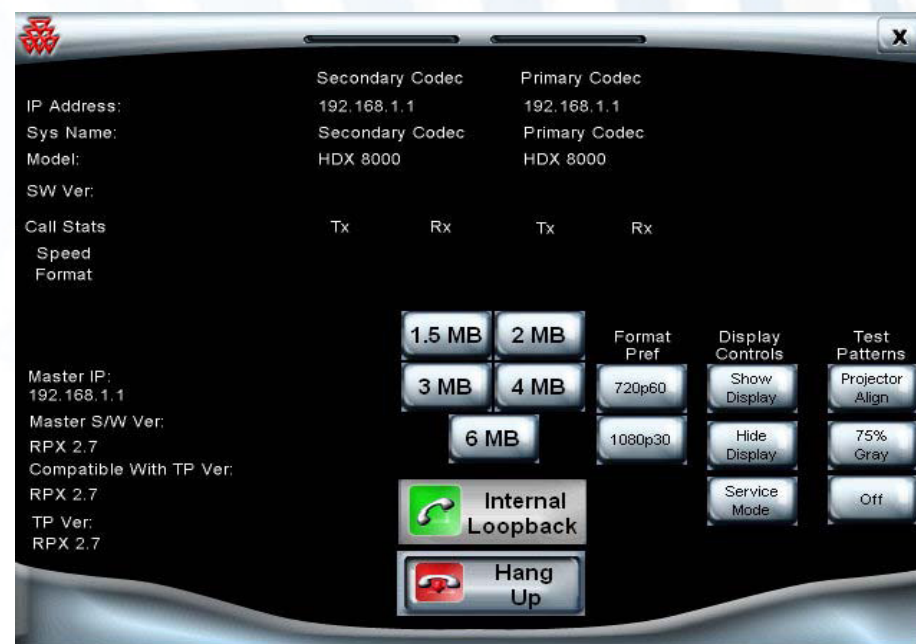 X
Secondary Codec Primary Codec
IP Address: 192.168.1.1 192.168.1.1
Sys Name: Secondary Codec Primary Codec
Model: HDX 8000 HDX 8000
SW Ver:
Call Stats Tx Rx Tx Rx
Speed
Format
1.5 MB 2 MB
3 MB 4 MB
6 MB
Format
Pref
720p60
1080p30
Display
Controls
Show
Display
Hide
Display
Service
Mode
Test
Patterns
Projector
Align
75%
Gray
Off
Master IP:
192.168.1.1
Master S/W Ver:
RPX 2.7
Compatible With TP Ver:
RPX 2.7
TP Ver:
RPX 2.7
Internal
Loopback
Hang
Up